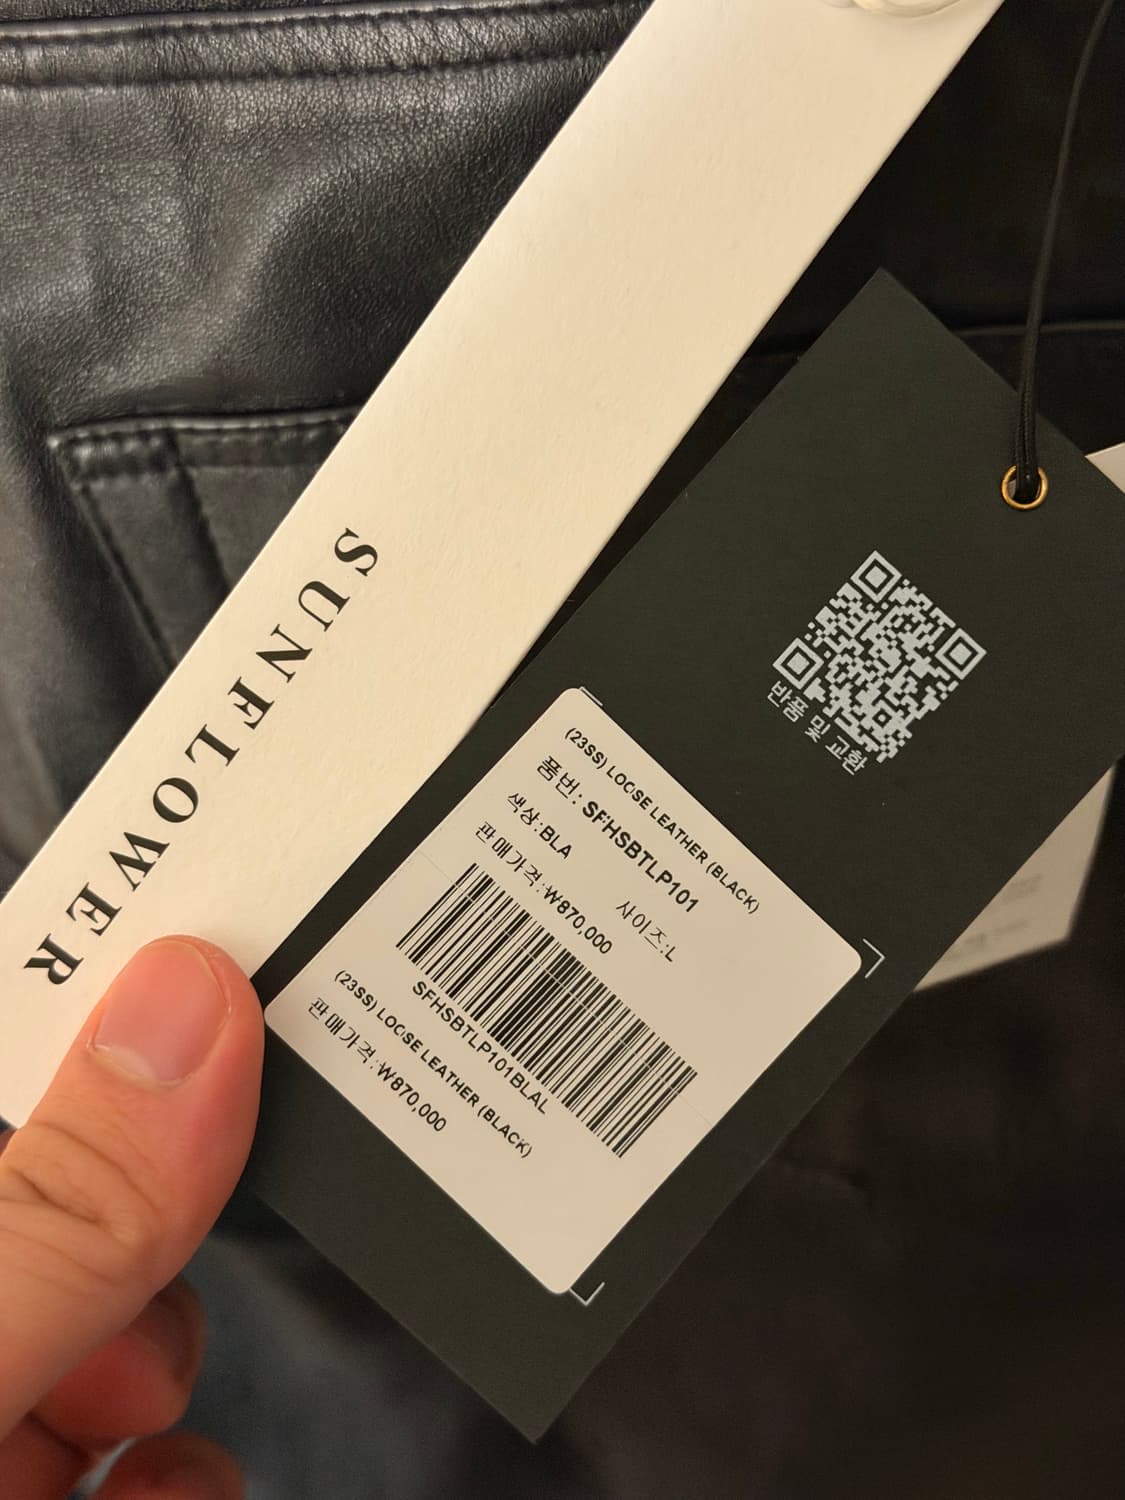 SUNFLOWER
반품 및 교환
(23SS) LOOSE LEATHER (BLACK)
품번: SFHSBTLP101
색상:BLA 사이즈:L
판매가격:₩870,000
SFHSBTLP101BLAL
(23SS) LOOSE LEATHER (BLACK)
판매가격:₩870,000